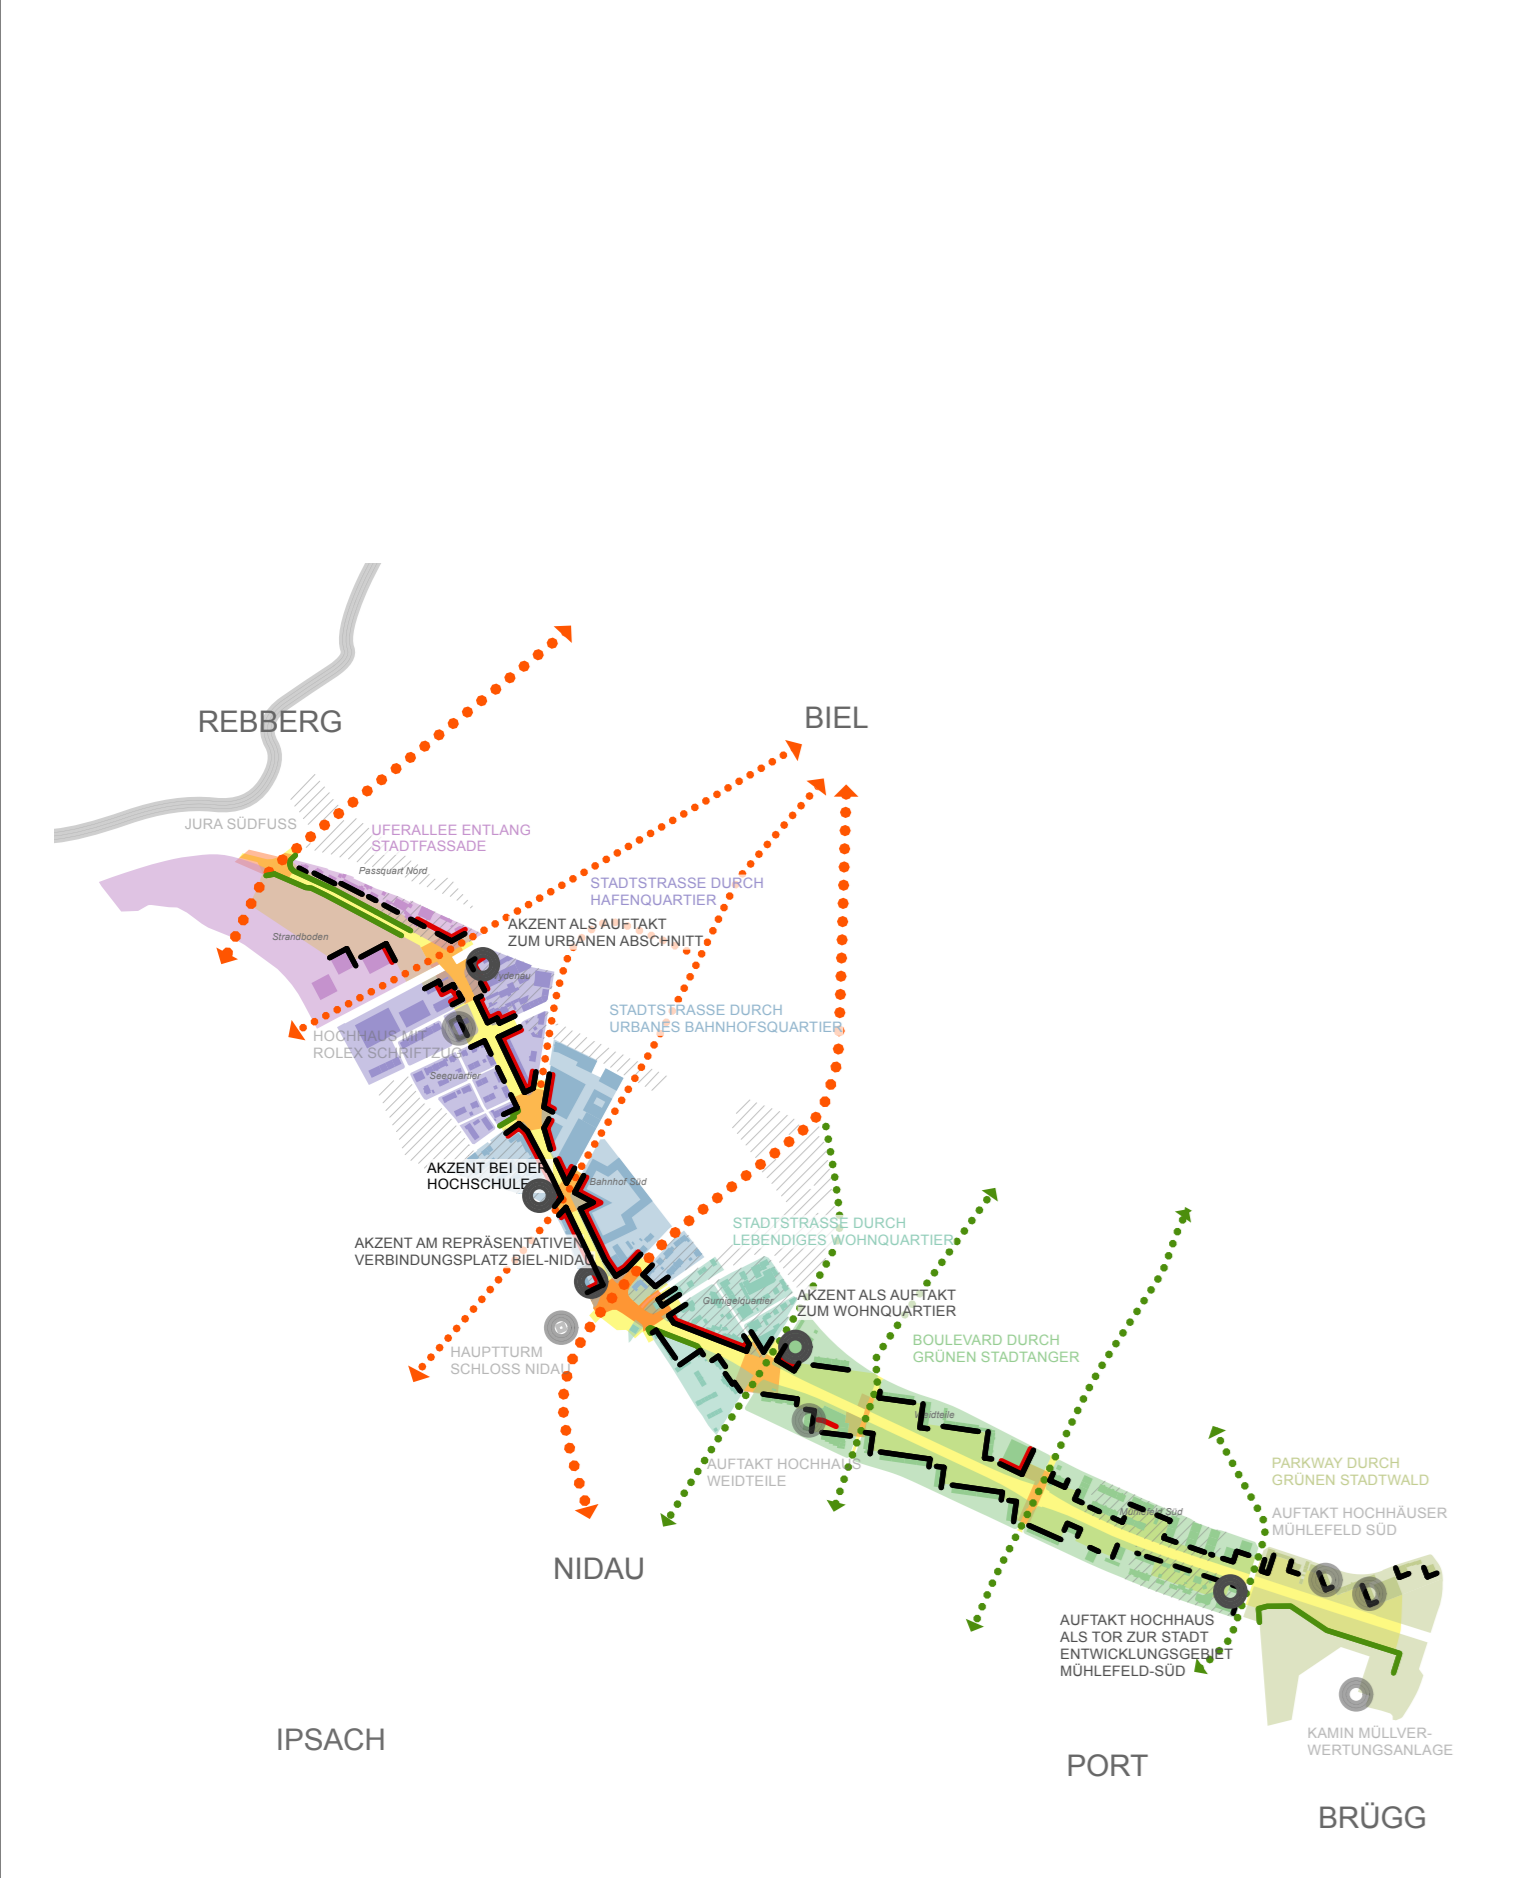 REBBERG
BIEL
JURA SÜDFUSS
UFERALLEE ENTLANG
STADTFASSADE
Passquart Nord
STADTSTRASSE DURCH
HAFENQUARTIER
AKZENT ALS AUFTAKT
ZUM URBANEN ABSCHNITT
Strandboden
STADTSTRASSE DURCH
URBANES BAHNHOFSQUARTIER
HOCHHAUS MIT
ROLEX SCHRIFTZUG
Seequartier
AKZENT BEI DER
HOCHSCHULE
Bahnhof Süd
STADTSTRASSE DURCH
LEBENDIGES WOHNQUARTIER
AKZENT AM REPRÄSENTATIVEN
VERBINDUNGSPLATZ BIEL-NIDAU
Gurnigelquartier
AKZENT ALS AUFTAKT
ZUM WOHNQUARTIER
BOULEVARD DURCH
GRÜNEN STADTANGER
HAUPTTURM
SCHLOSS NIDAU
Weidteile
AUFTAKT HOCHHAUS
WEIDTEILE
PARKWAY DURCH
GRÜNEN STADTWALD
Mühlefeld Süd
AUFTAKT HOCHHÄUSER
MÜHLEFELD SÜD
NIDAU
AUFTAKT HOCHHAUS
ALS TOR ZUR STADT
ENTWICKLUNGSGEBIET
MÜHLEFELD-SÜD
IPSACH
KAMIN MÜLLVER-
WERTUNGSANLAGE
PORT
BRÜGG